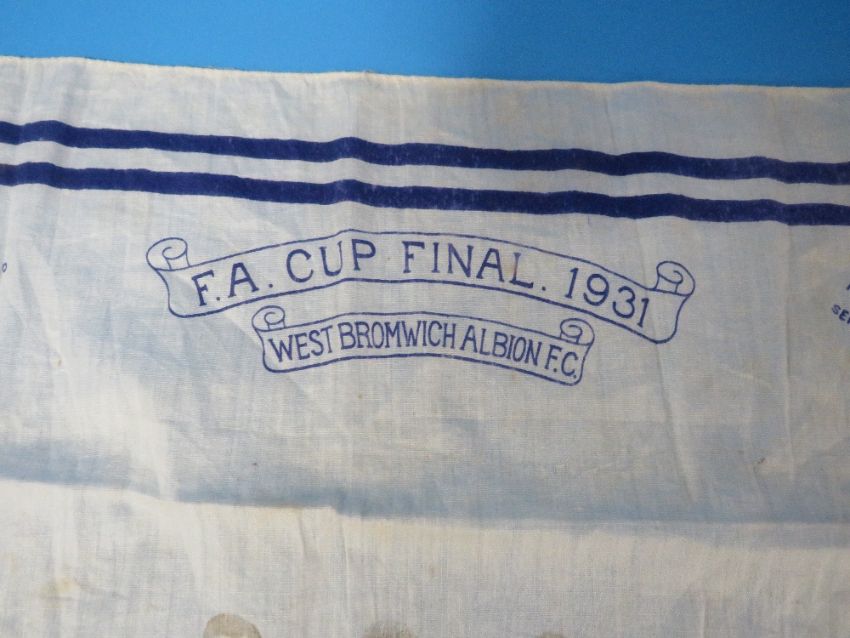 F.A. CUP FINAL. 1931
WEST BROMWICH ALBION F.C.